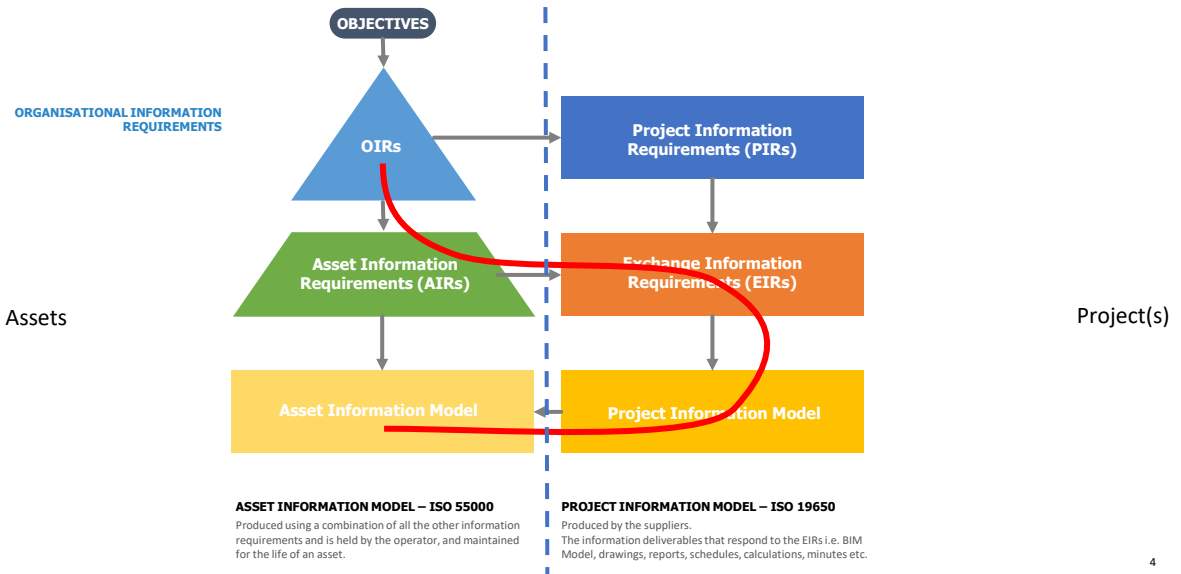 OBJECTIVES
ORGANISATIONAL INFORMATION
REQUIREMENTS
OIRs
Project Information
Requirements (PIRs)
Asset Information
Requirements (AIRs)
Exchange Information
Requirements (EIRs)
Assets
Project(s)
Asset Information Model
Project Information Model
ASSET INFORMATION MODEL – ISO 55000
Produced using a combination of all the other information
requirements and is held by the operator, and maintained
for the life of an asset.
PROJECT INFORMATION MODEL – ISO 19650
Produced by the suppliers.
The information deliverables that respond to the EIRs i.e. BIM
Model, drawings, reports, schedules, calculations, minutes etc.
4